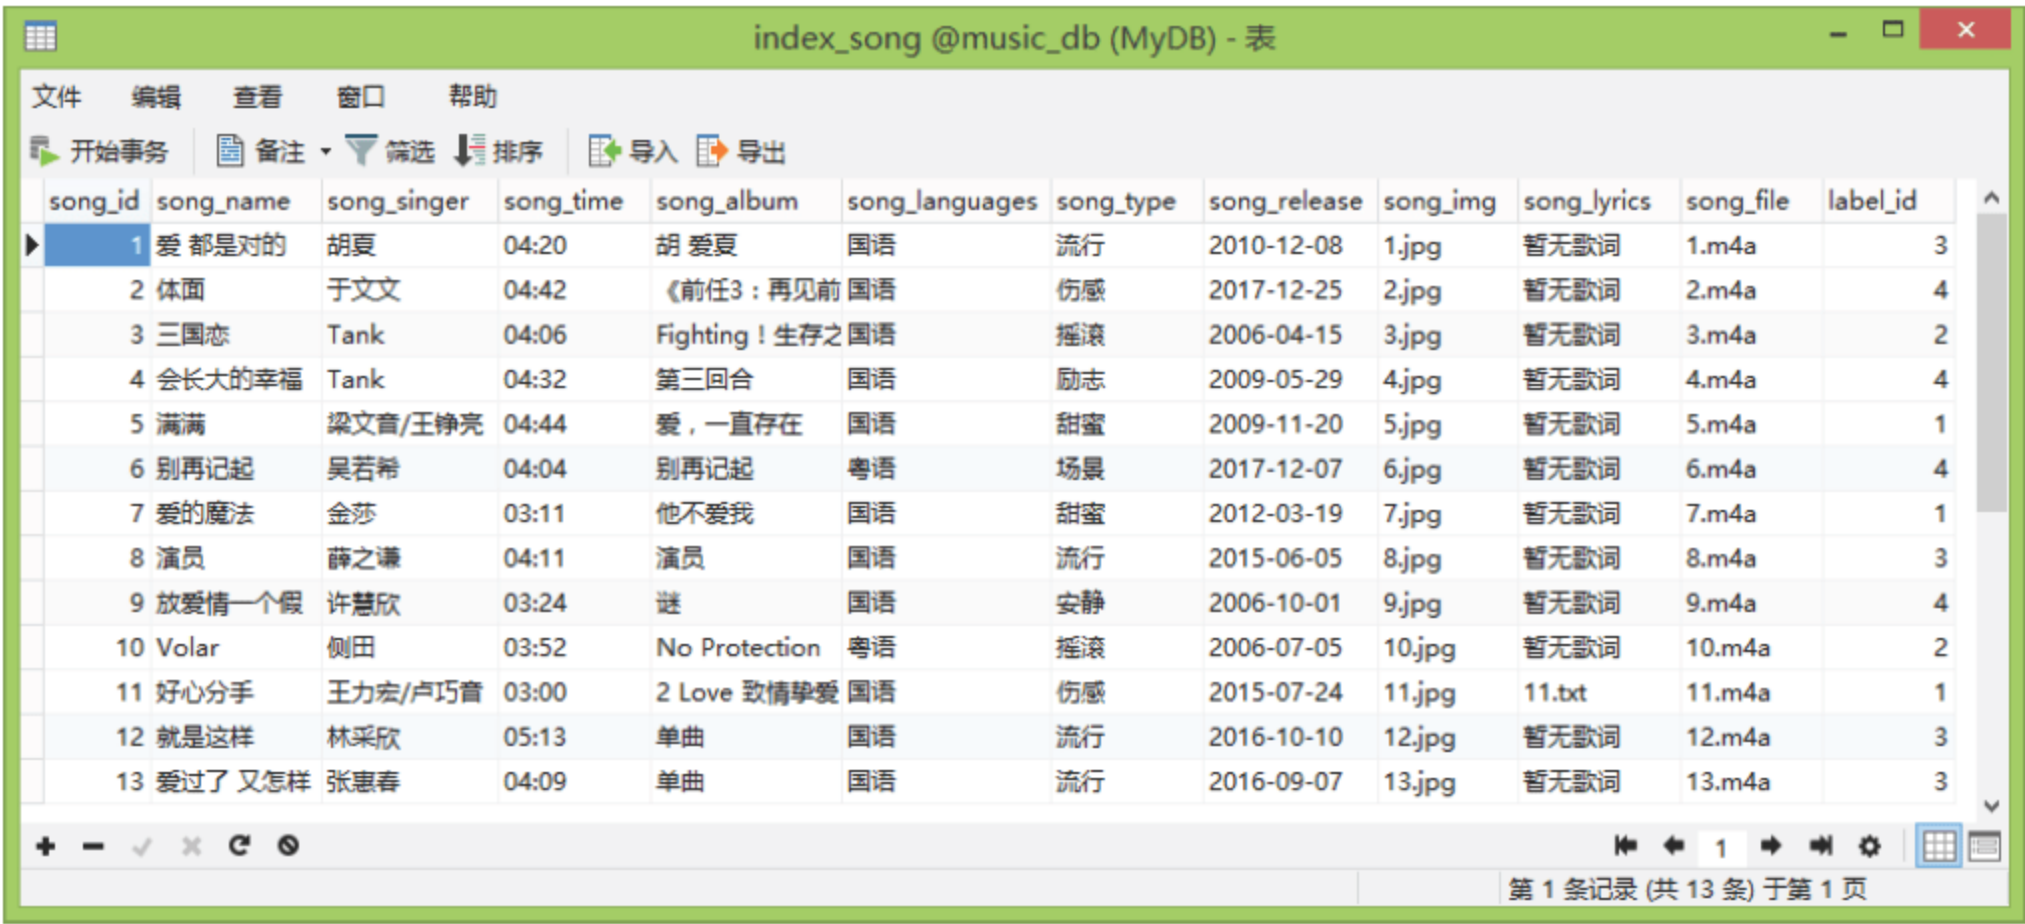 index_song @music_db (MyDB) - 表
文件 编辑 查看 窗口 帮助
开始事务 备注 筛选 排序 导入 导出
song_id song_name song_singer song_time song_album song_languages song_type song_release song_img song_lyrics song_file label_id
1 爱 都是对的 胡夏 04:20 胡 爱夏 国语 流行 2010-12-08 1.jpg 暂无歌词 1.m4a 3
2 体面 于文文 04:42 《前任3：再见前 国语 伤感 2017-12-25 2.jpg 暂无歌词 2.m4a 4
3 三国恋 Tank 04:06 Fighting！生存之 国语 摇滚 2006-04-15 3.jpg 暂无歌词 3.m4a 2
4 会长大的幸福 Tank 04:32 第三回合 国语 励志 2009-05-29 4.jpg 暂无歌词 4.m4a 4
5 满满 梁文音/王铮亮 04:44 爱，一直存在 国语 甜蜜 2009-11-20 5.jpg 暂无歌词 5.m4a 1
6 别再记起 吴若希 04:04 别再记起 粤语 场景 2017-12-07 6.jpg 暂无歌词 6.m4a 4
7 爱的魔法 金莎 03:11 他不爱我 国语 甜蜜 2012-03-19 7.jpg 暂无歌词 7.m4a 1
8 演员 薛之谦 04:11 演员 国语 流行 2015-06-05 8.jpg 暂无歌词 8.m4a 3
9 放爱情一个假 许慧欣 03:24 谜 国语 安静 2006-10-01 9.jpg 暂无歌词 9.m4a 4
10 Volar 侧田 03:52 No Protection 粤语 摇滚 2006-07-05 10.jpg 暂无歌词 10.m4a 2
11 好心分手 王力宏/卢巧音 03:00 2 Love 致情挚爱 国语 伤感 2015-07-24 11.jpg 11.txt 11.m4a 1
12 就是这样 林采欣 05:13 单曲 国语 流行 2016-10-10 12.jpg 暂无歌词 12.m4a 3
13 爱过了 又怎样 张惠春 04:09 单曲 国语 流行 2016-09-07 13.jpg 暂无歌词 13.m4a 3
1
第 1 条记录 (共 13 条) 于第 1 页